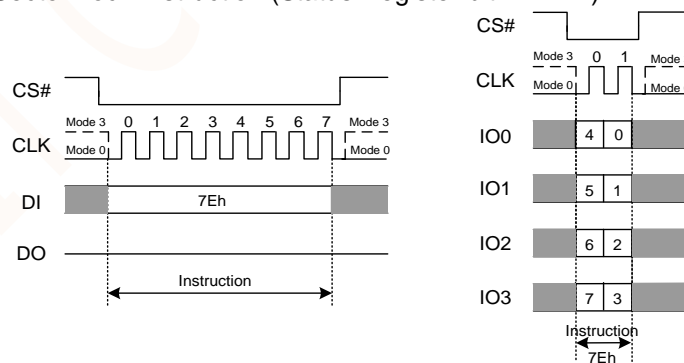 CS#
Mode 3 0 1 2 3 4 5 6 7 Mode 3
CLK Mode 0 Mode 0
DI 7Eh
DO
Instruction
CS#
Mode 3 0 1 Mode
CLK Mode 0 Mode
IO0 4 0
IO1 5 1
IO2 6 2
IO3 7 3
Instruction
7Eh